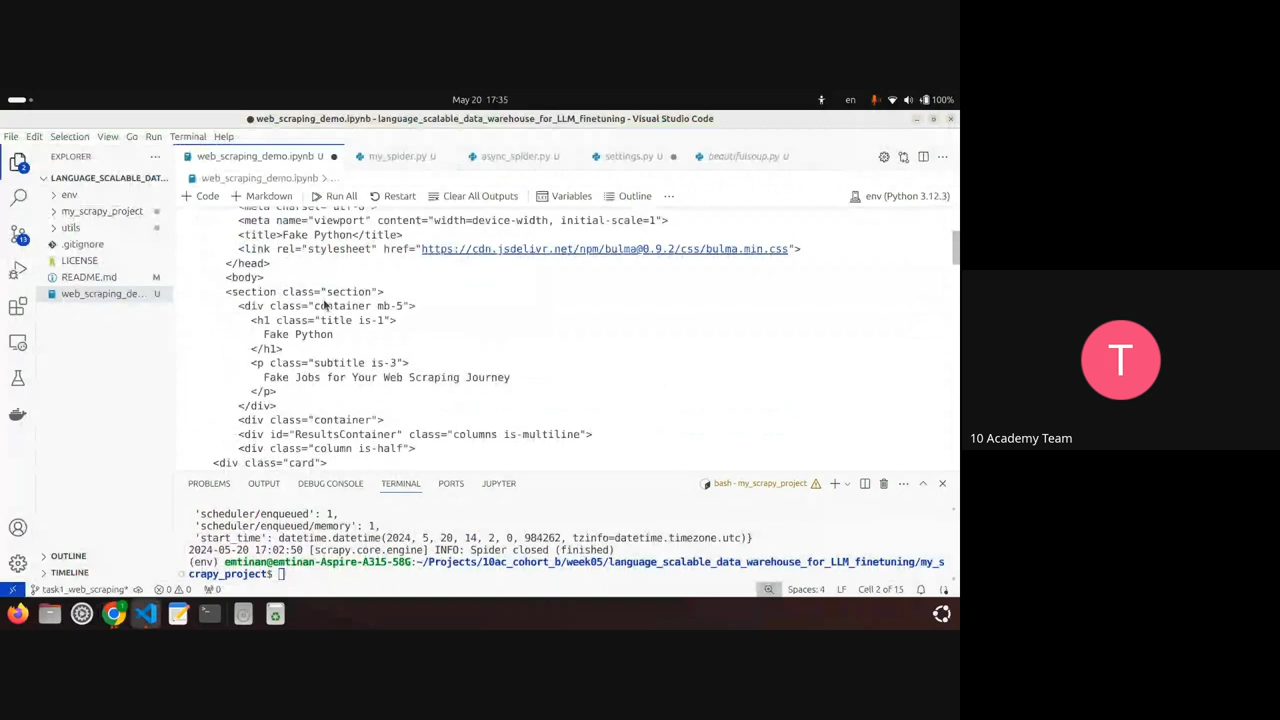 May 20 17:35
en
100%
web_scraping_demo.ipynb - language_scalable_data_warehouse_for_LLM_finetuning - Visual Studio Code
File Edit Selection View Go Run Terminal Help
EXPLORER
web_scraping_demo.ipynb U
my_spider.py U
async_spider.py U
settings.py U
beautifulsoup.py U
LANGUAGE_SCALABLE_DAT...
web_scraping_demo.ipynb > ...
env
+ Code + Markdown Run All Restart Clear All Outputs Variables Outline ... env (Python 3.12.3)
my_scrapy_project
utils
.gitignore
LICENSE
README.md M
web_scraping_de... U
<meta name="viewport" content="width=device-width, initial-scale=1">
<title>Fake Python</title>
<link rel="stylesheet" href="https://cdn.jsdelivr.net/npm/bulma@0.9.2/css/bulma.min.css">
</head>
<body>
<section class="section">
<div class="container mb-5">
<h1 class="title is-1">
Fake Python
</h1>
<p class="subtitle is-3">
Fake Jobs for Your Web Scraping Journey
</p>
</div>
<div class="container">
<div id="ResultsContainer" class="columns is-multiline">
<div class="column is-half">
<div class="card">
PROBLEMS OUTPUT DEBUG CONSOLE TERMINAL PORTS JUPYTER
bash - my_scrapy_project
'scheduler/enqueued': 1,
'scheduler/enqueued/memory': 1,
'start_time': datetime.datetime(2024, 5, 20, 14, 2, 0, 984262, tzinfo=datetime.timezone.utc)}
2024-05-20 17:02:50 [scrapy.core.engine] INFO: Spider closed (finished)
(env) emtinan@emtinan-Aspire-A315-58G:~/Projects/10ac_cohort_b/week05/language_scalable_data_warehouse_for_LLM_finetuning/my_s
crapy_project$
OUTLINE
TIMELINE
2
13
task1_web_scraping* 0 0 0
Spaces: 4 LF Cell 2 of 15
T
10 Academy Team